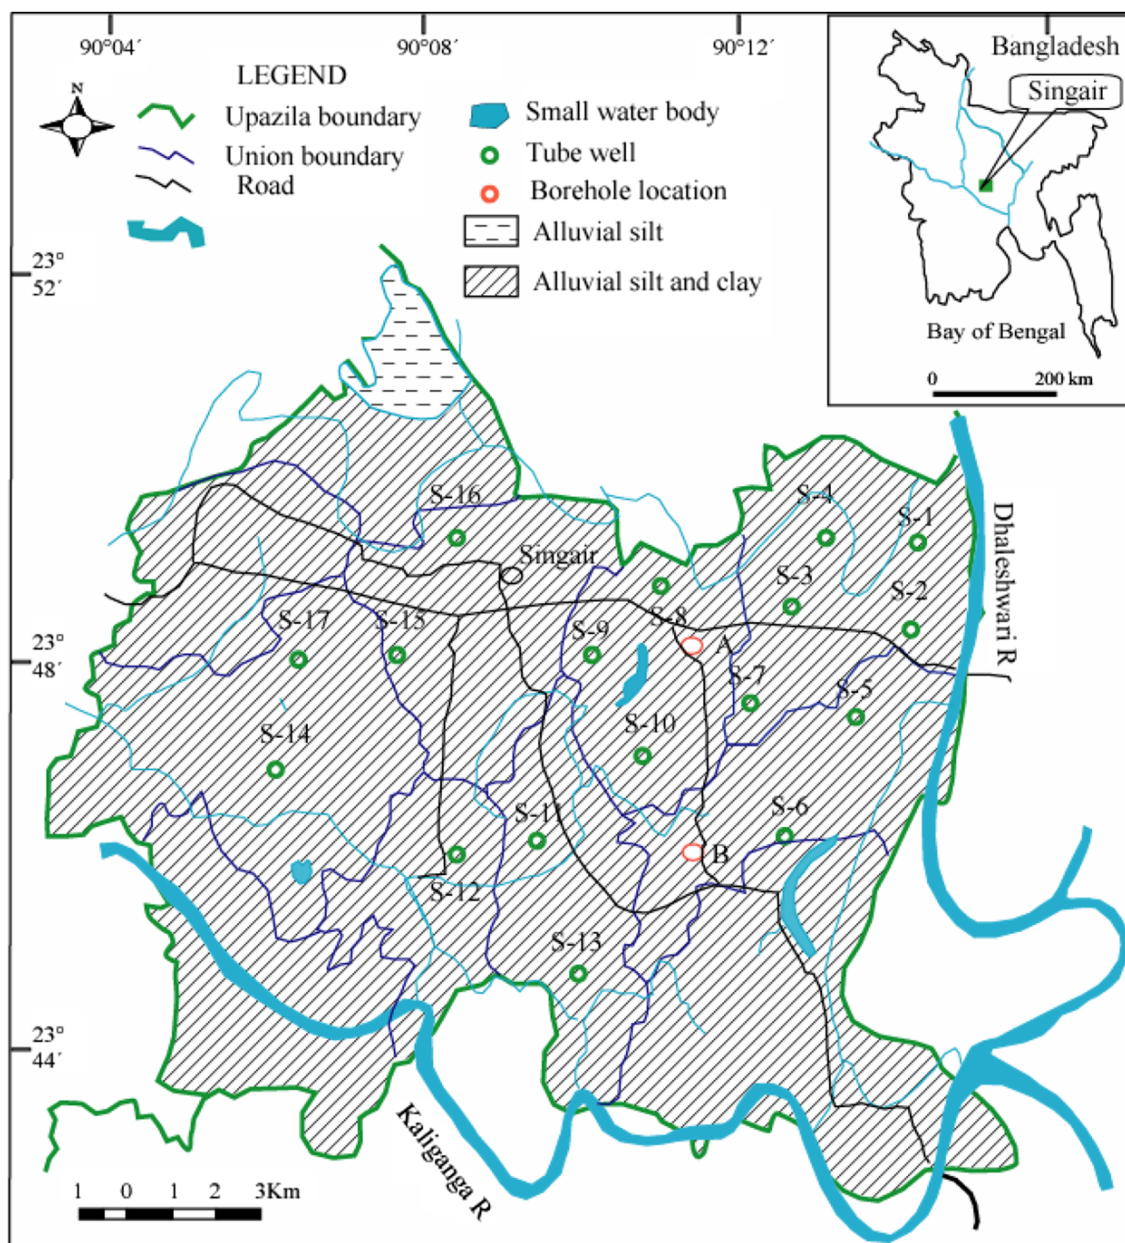 90°04´
90°08´
90°12´
Bangladesh
Singair
Bay of Bengal
0
200 km
LEGEND
N
Upazila boundary
Union boundary
Road
Small water body
Tube well
Borehole location
Alluvial silt
Alluvial silt and clay
23°
52´
S-16
S-4
S-1
Singair
S-3
S-2
S-17
S-15
S-9
S-8
A
23°
48´
S-7
S-5
S-14
S-10
S-11
S-6
B
S-12
S-13
Dhaleshwari R
23°
44´
Kaliganga R
1
0
1
2
3Km